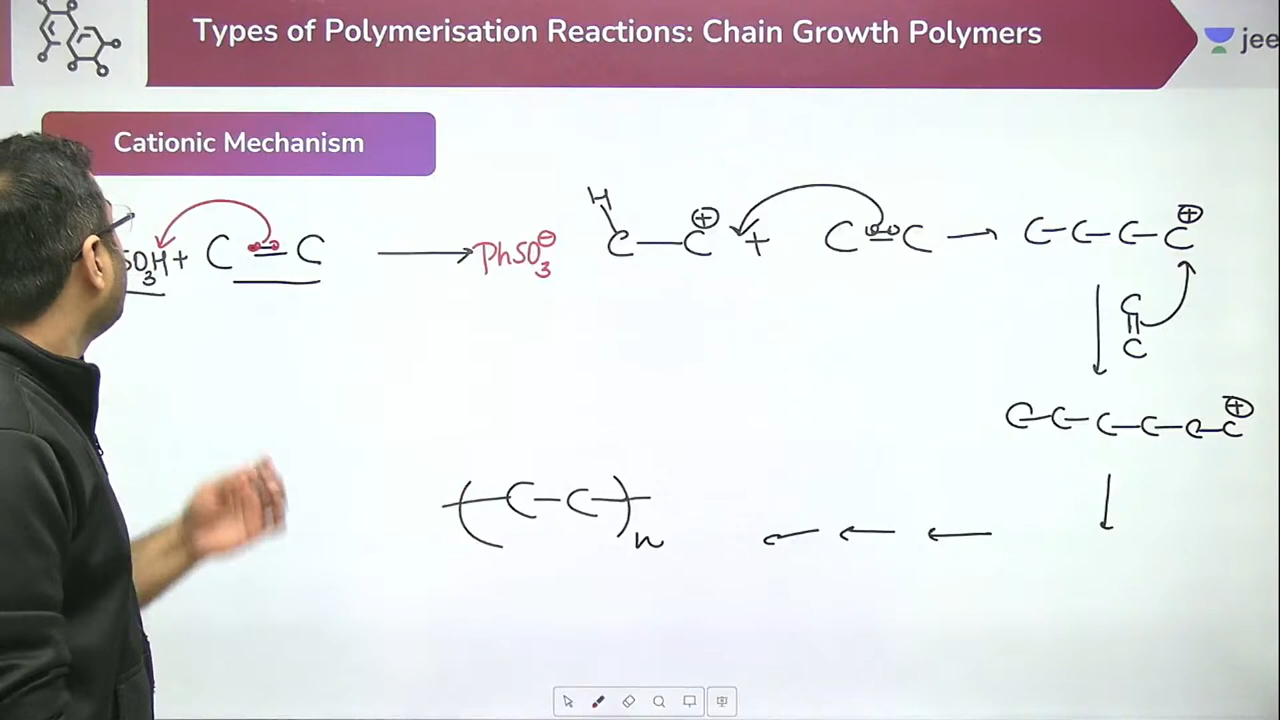 Types of Polymerisation Reactions: Chain Growth Polymers
jee
Cationic Mechanism
SO₃H + C = C ⟶ PhSO₃⊖ H C — C⊕ + C = C → C – C – C – C⊕
C = C
C – C – C – C – C – C⊕
( C – C )n